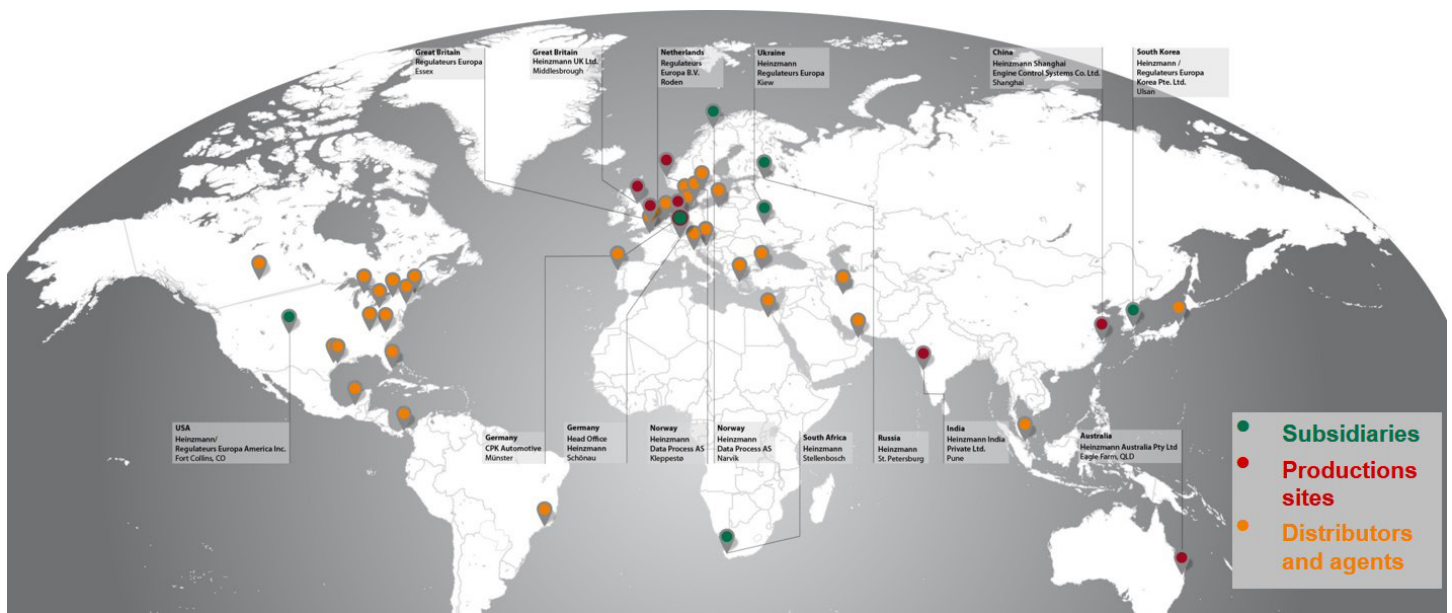 Great Britain
Regulateurs Europa
Essex
Great Britain
Heinzmann UK Ltd.
Middlesbrough
Netherlands
Regulateurs
Europa B.V.
Roden
Ukraine
Heinzmann
Regulateurs Europa
Kiew
China
Heinzmann Shanghai
Engine Control Systems Co. Ltd.
Shanghai
South Korea
Heinzmann /
Regulateurs Europa
Korea Pte. Ltd.
Ulsan
USA
Heinzmann/
Regulateurs Europa America Inc.
Fort Collins, CO
Germany
CPK Automotive
Münster
Germany
Head Office
Heinzmann
Schönau
Norway
Heinzmann
Data Process AS
Kleppestø
Norway
Heinzmann
Data Process AS
Narvik
South Africa
Heinzmann
Stellenbosch
Russia
Heinzmann
St. Petersburg
India
Heinzmann India
Private Ltd.
Pune
Australia
Heinzmann Australia Pty Ltd
Eagle Farm, QLD
Subsidiaries
Productions
sites
Distributors
and agents